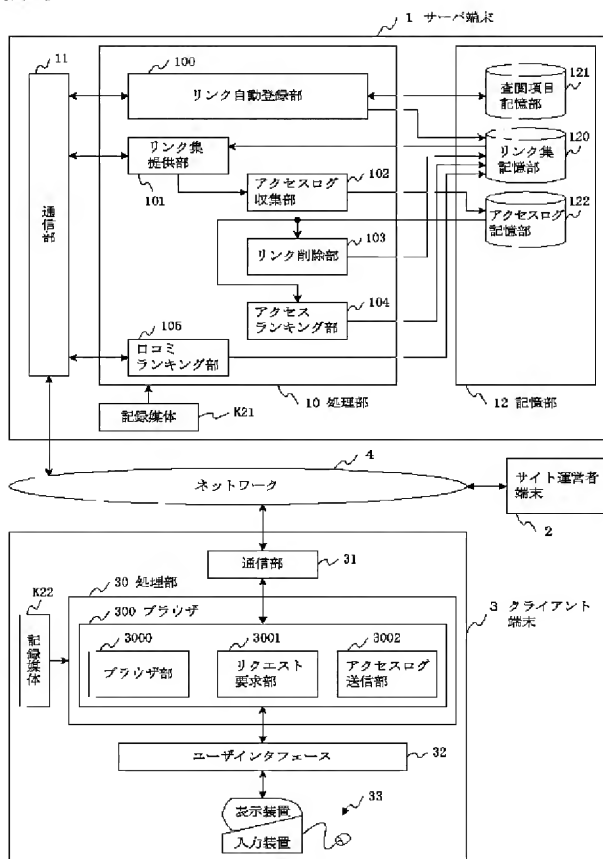 1 サーバ端末
11
通信部
100
リンク自動登録部
リンク集
提供部
101
アクセスログ
収集部
102
リンク削除部
103
アクセス
ランキング部
104
106
口コミ
ランキング部
10 処理部
記録媒体
K21
査閲項目
記憶部
121
リンク集
記憶部
120
アクセスログ
記憶部
122
12 記憶部
4
ネットワーク
サイト運営者
端末
2
通信部
31
30 処理部
K22
記録媒体
300 ブラウザ
3000
ブラウザ部
3001
リクエスト
要求部
3002
アクセスログ
送信部
3 クライアント
端末
ユーザインタフェース
32
表示装置
入力装置
33